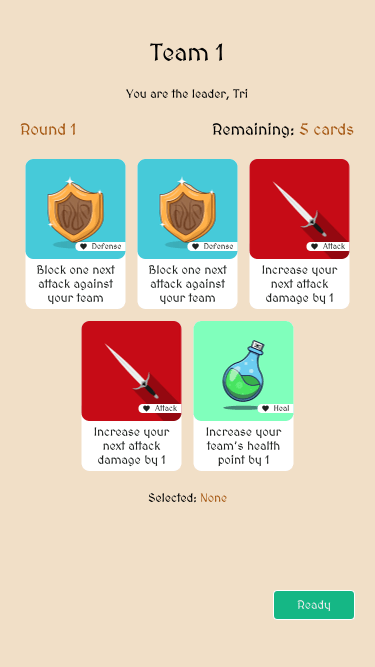 Team 1
You are the leader, Tri
Round 1
Remaining: 5 cards
Defense
Block one next
attack against
your team
Defense
Block one next
attack against
your team
Attack
Increase your
next attack
damage by 1
Attack
Increase your
next attack
damage by 1
Heal
Increase your
team's health
point by 1
Selected: None
Ready